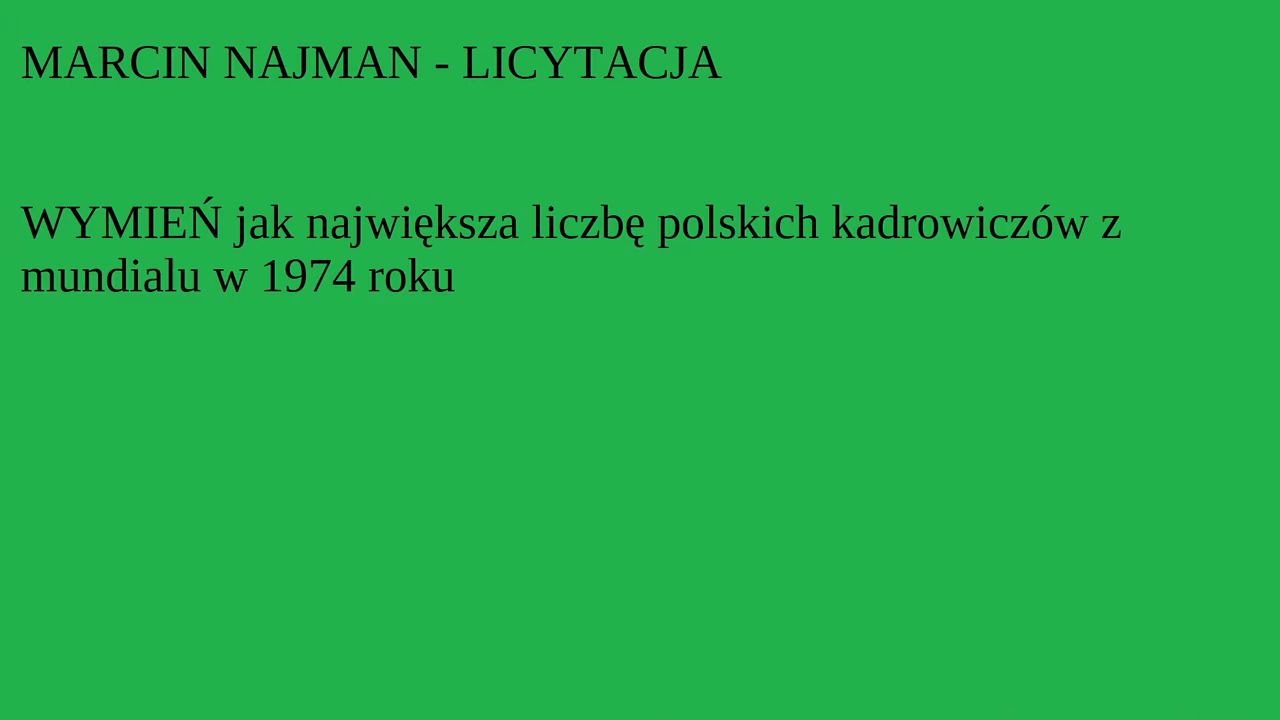 MARCIN NAJMAN - LICYTACJA
WYMIEŃ jak największa liczbę polskich kadrowiczów z
mundialu w 1974 roku